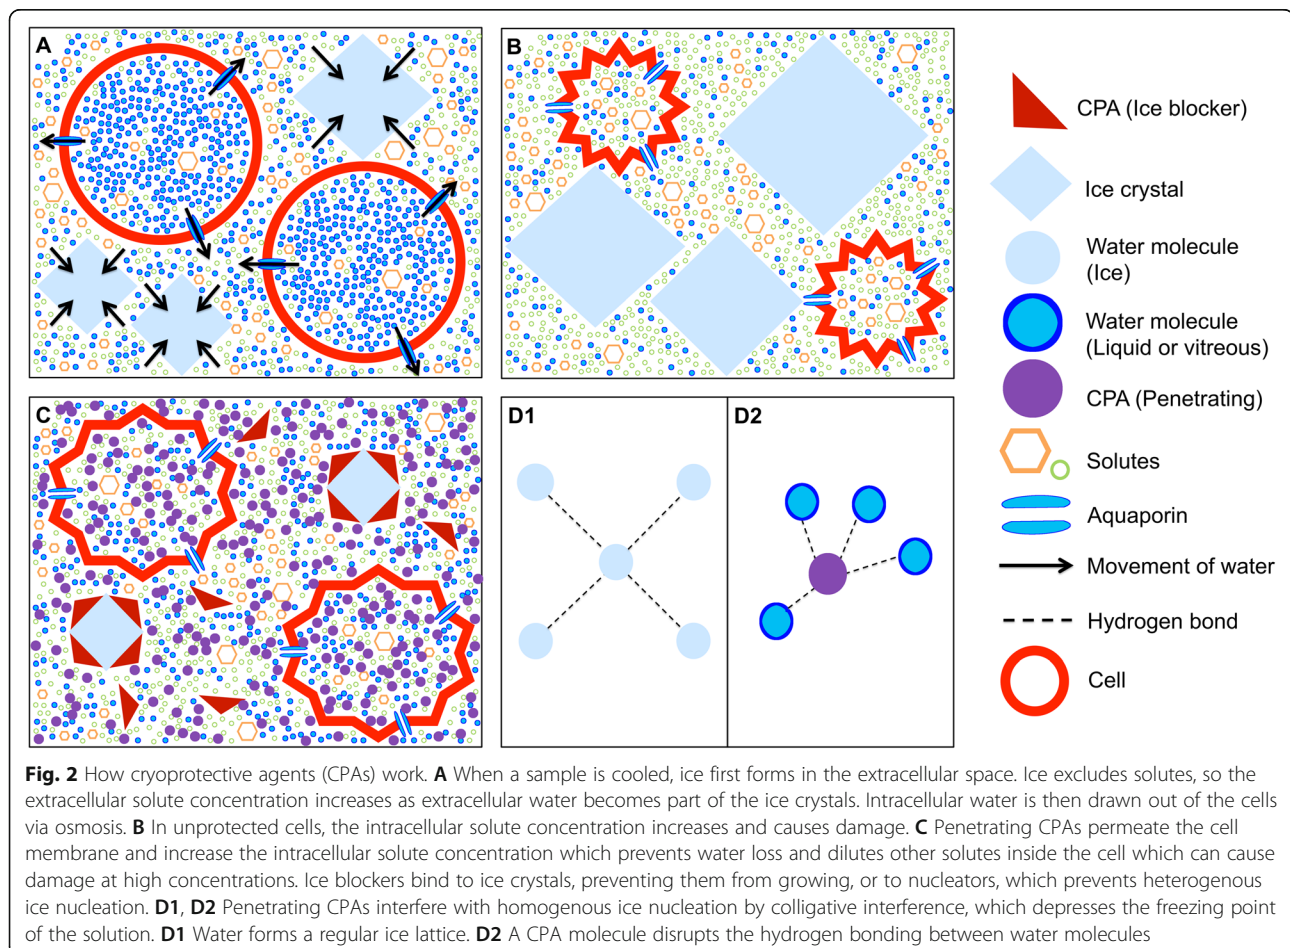 A
B
CPA (Ice blocker)
Ice crystal
Water molecule
(Ice)
Water molecule
(Liquid or vitreous)
C
D1
D2
CPA (Penetrating)
Solutes
Aquaporin
Movement of water
Hydrogen bond
Cell
Fig. 2 How cryoprotective agents (CPAs) work. A When a sample is cooled, ice first forms in the extracellular space. Ice excludes solutes, so the
extracellular solute concentration increases as extracellular water becomes part of the ice crystals. Intracellular water is then drawn out of the cells
via osmosis. B In unprotected cells, the intracellular solute concentration increases and causes damage. C Penetrating CPAs permeate the cell
membrane and increase the intracellular solute concentration which prevents water loss and dilutes other solutes inside the cell which can cause
damage at high concentrations. Ice blockers bind to ice crystals, preventing them from growing, or to nucleators, which prevents heterogenous
ice nucleation. D1, D2 Penetrating CPAs interfere with homogenous ice nucleation by colligative interference, which depresses the freezing point
of the solution. D1 Water forms a regular ice lattice. D2 A CPA molecule disrupts the hydrogen bonding between water molecules